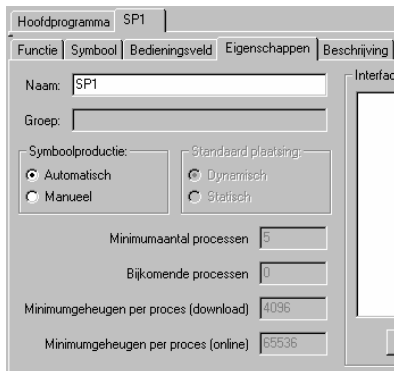 Hoofdprogramma SP1
Functie Symbool Bedieningsveld Eigenschappen Beschrijving
Naam: SP1
Interfac
Groep:
Symboolproductie:
Standaard plaatsing:
Automatisch
Dynamisch
Manueel
Statisch
Minimumaantal processen 5
Bijkomende processen 0
Minimumgeheugen per proces (download) 4096
Minimumgeheugen per proces (online) 65536